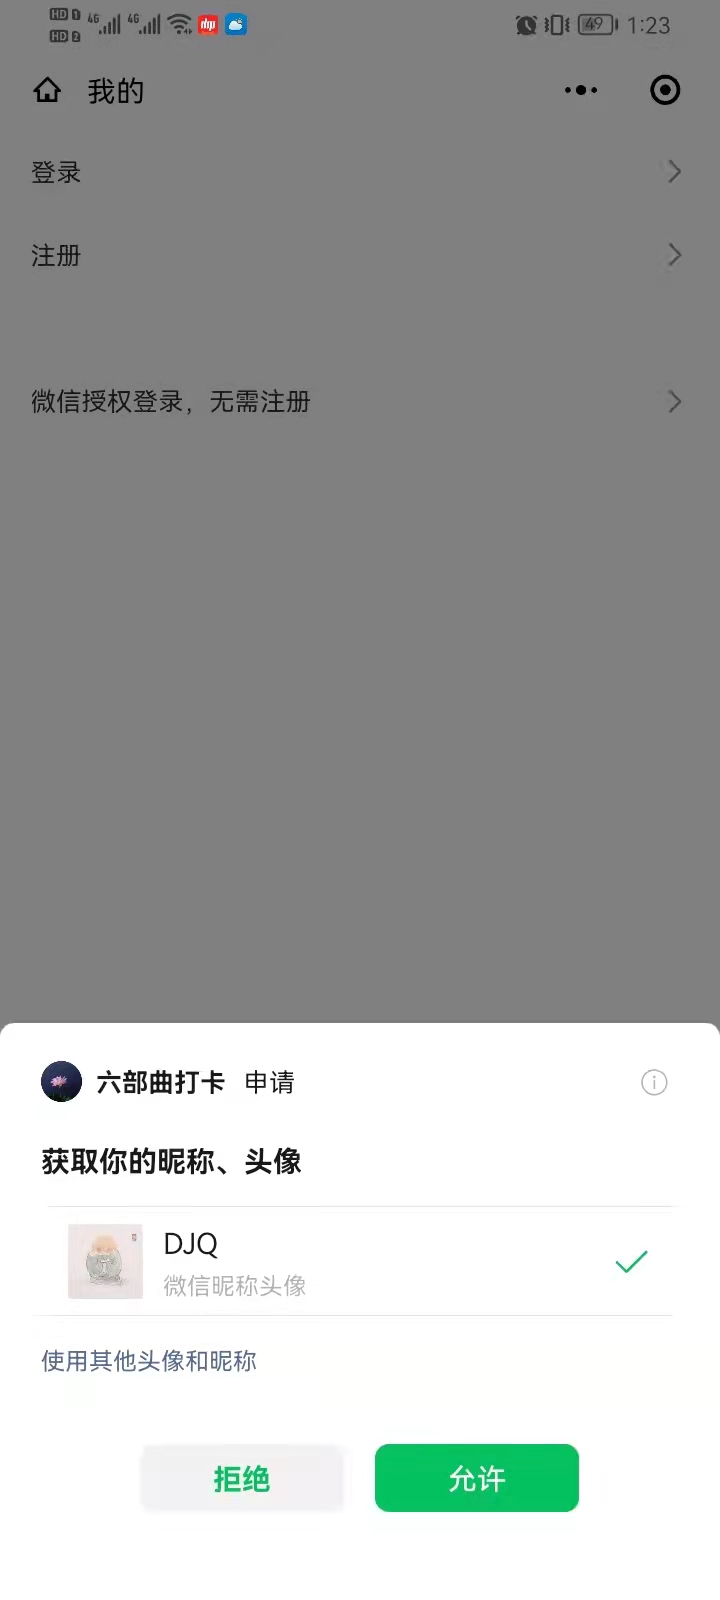 HD 1 4G 4G
HD 2
49 1:23
我的
登录
注册
微信授权登录，无需注册
六部曲打卡 申请
获取你的昵称、头像
DJQ
微信昵称头像
使用其他头像和昵称
拒绝 允许